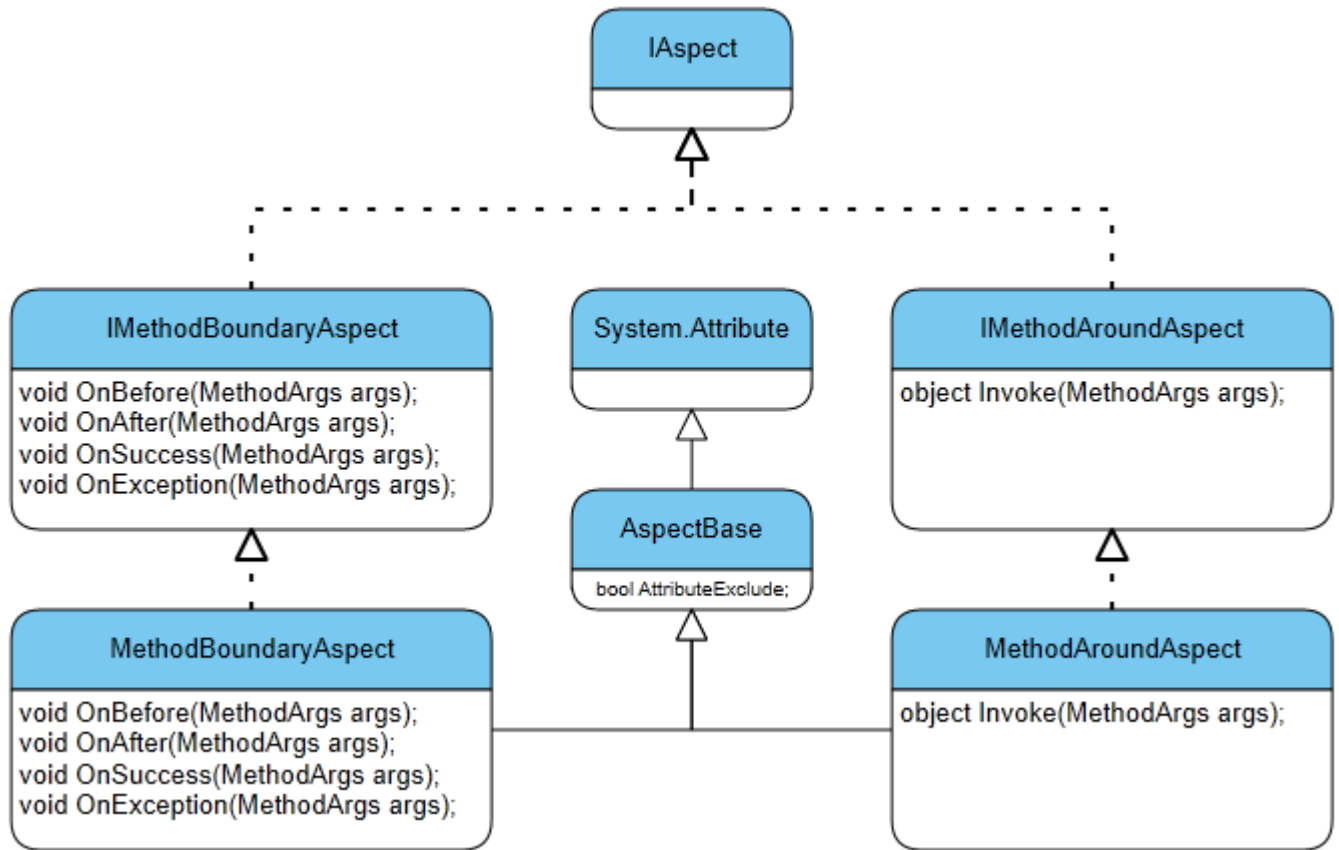 IAspect
IMethodBoundaryAspect
void OnBefore(MethodArgs args);
void OnAfter(MethodArgs args);
void OnSuccess(MethodArgs args);
void OnException(MethodArgs args);
System.Attribute
IMethodAroundAspect
object Invoke(MethodArgs args);
AspectBase
bool AttributeExclude;
MethodBoundaryAspect
void OnBefore(MethodArgs args);
void OnAfter(MethodArgs args);
void OnSuccess(MethodArgs args);
void OnException(MethodArgs args);
MethodAroundAspect
object Invoke(MethodArgs args);